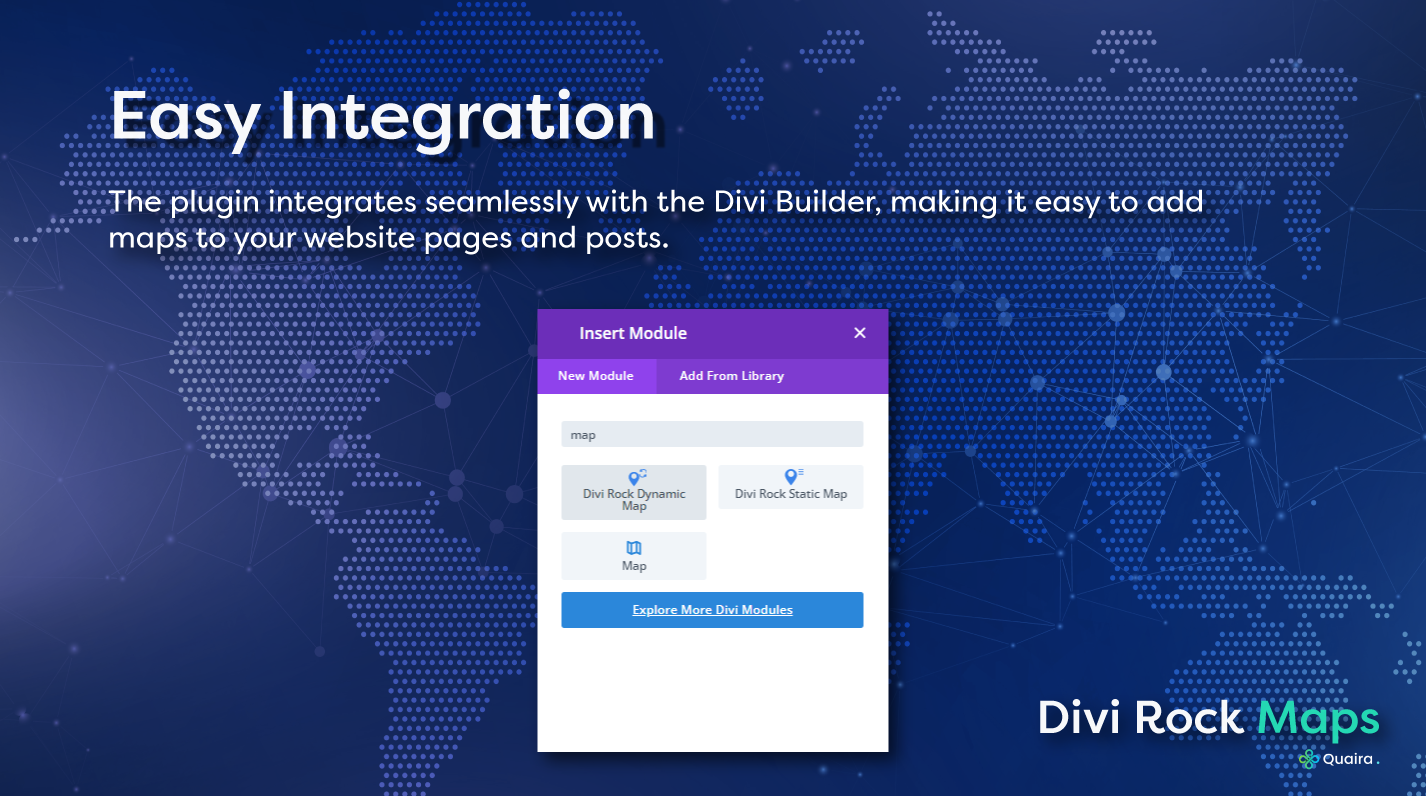 Easy Integration
The plugin integrates seamlessly with the Divi Builder, making it easy to add
maps to your website pages and posts.
Insert Module
New Module
Add From Library
map
Divi Rock Dynamic
Map
Divi Rock Static Map
Map
Explore More Divi Modules
Divi Rock Maps
Quaira .